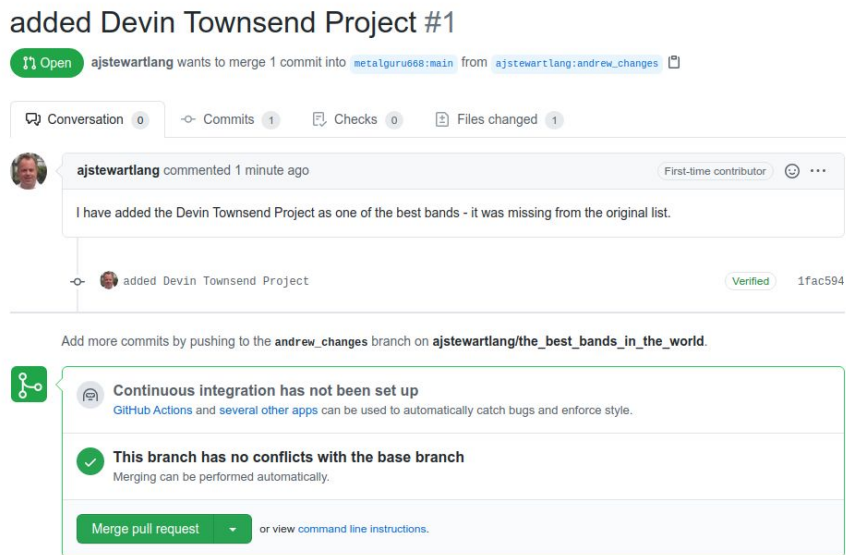 added Devin Townsend Project #1
Open ajstewartlang wants to merge 1 commit into metalguru668:main from ajstewartlang:andrew_changes
Conversation 0 Commits 1 Checks 0 Files changed 1
ajstewartlang commented 1 minute ago First-time contributor
I have added the Devin Townsend Project as one of the best bands - it was missing from the original list.
added Devin Townsend Project Verified 1fac594
Add more commits by pushing to the andrew_changes branch on ajstewartlang/the_best_bands_in_the_world.
Continuous integration has not been set up
GitHub Actions and several other apps can be used to automatically catch bugs and enforce style.
This branch has no conflicts with the base branch
Merging can be performed automatically.
Merge pull request or view command line instructions.